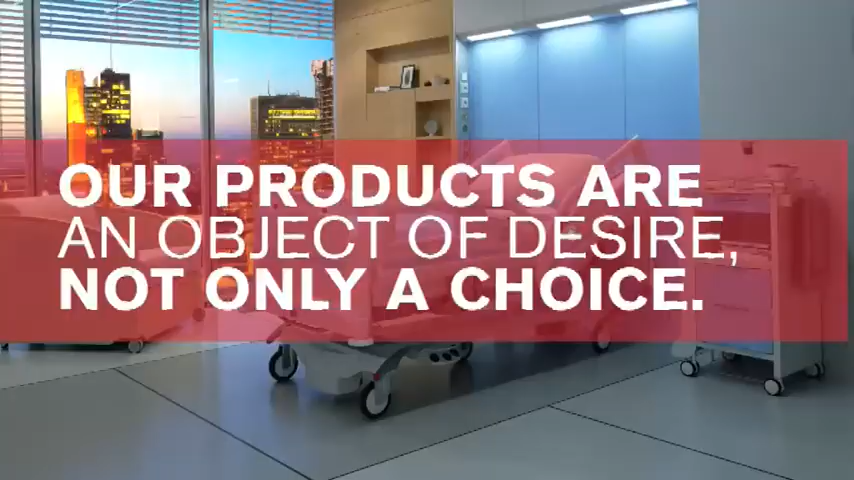 OUR PRODUCTS ARE
AN OBJECT OF DESIRE,
NOT ONLY A CHOICE.